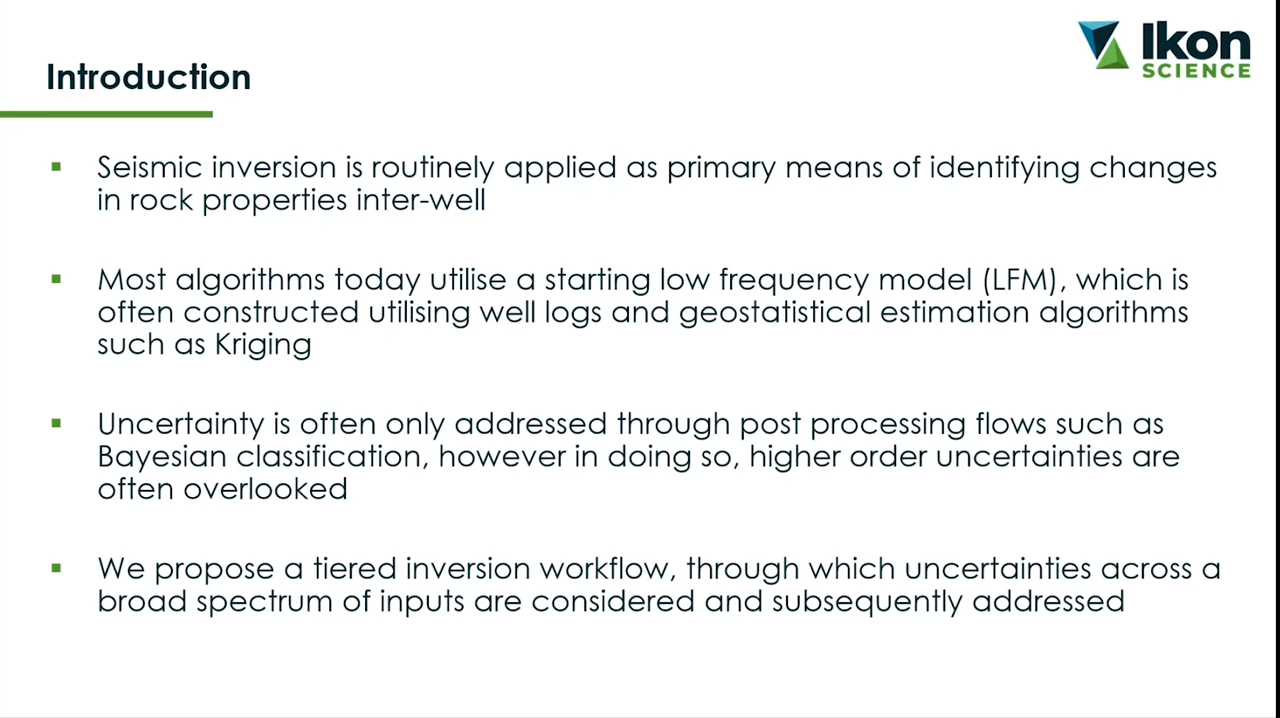 Introduction
Ikon
SCIENCE
▪ Seismic inversion is routinely applied as primary means of identifying changes
in rock properties inter-well
▪ Most algorithms today utilise a starting low frequency model (LFM), which is
often constructed utilising well logs and geostatistical estimation algorithms
such as Kriging
▪ Uncertainty is often only addressed through post processing flows such as
Bayesian classification, however in doing so, higher order uncertainties are
often overlooked
▪ We propose a tiered inversion workflow, through which uncertainties across a
broad spectrum of inputs are considered and subsequently addressed